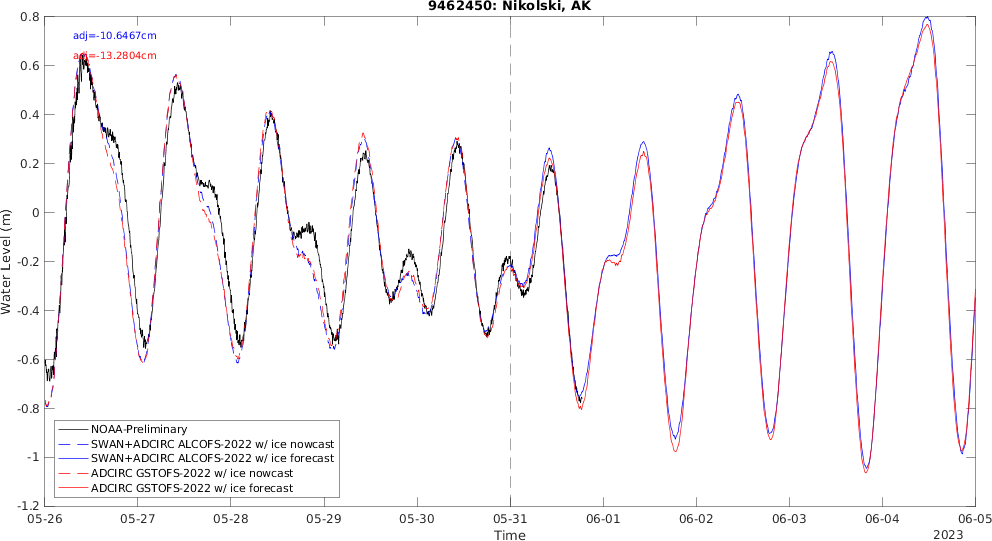 9462450: Nikolski, AK
adj=-10.6467cm
adj=-13.2804cm
Water Level (m)
0.8
0.6
0.4
0.2
0
-0.2
-0.4
-0.6
-0.8
-1
-1.2
NOAA-Preliminary
SWAN+ADCIRC ALCOFS-2022 w/ ice nowcast
SWAN+ADCIRC ALCOFS-2022 w/ ice forecast
ADCIRC GSTOFS-2022 w/ ice nowcast
ADCIRC GSTOFS-2022 w/ ice forecast
05-26 05-27 05-28 05-29 05-30 05-31 06-01 06-02 06-03 06-04 06-05
Time
2023